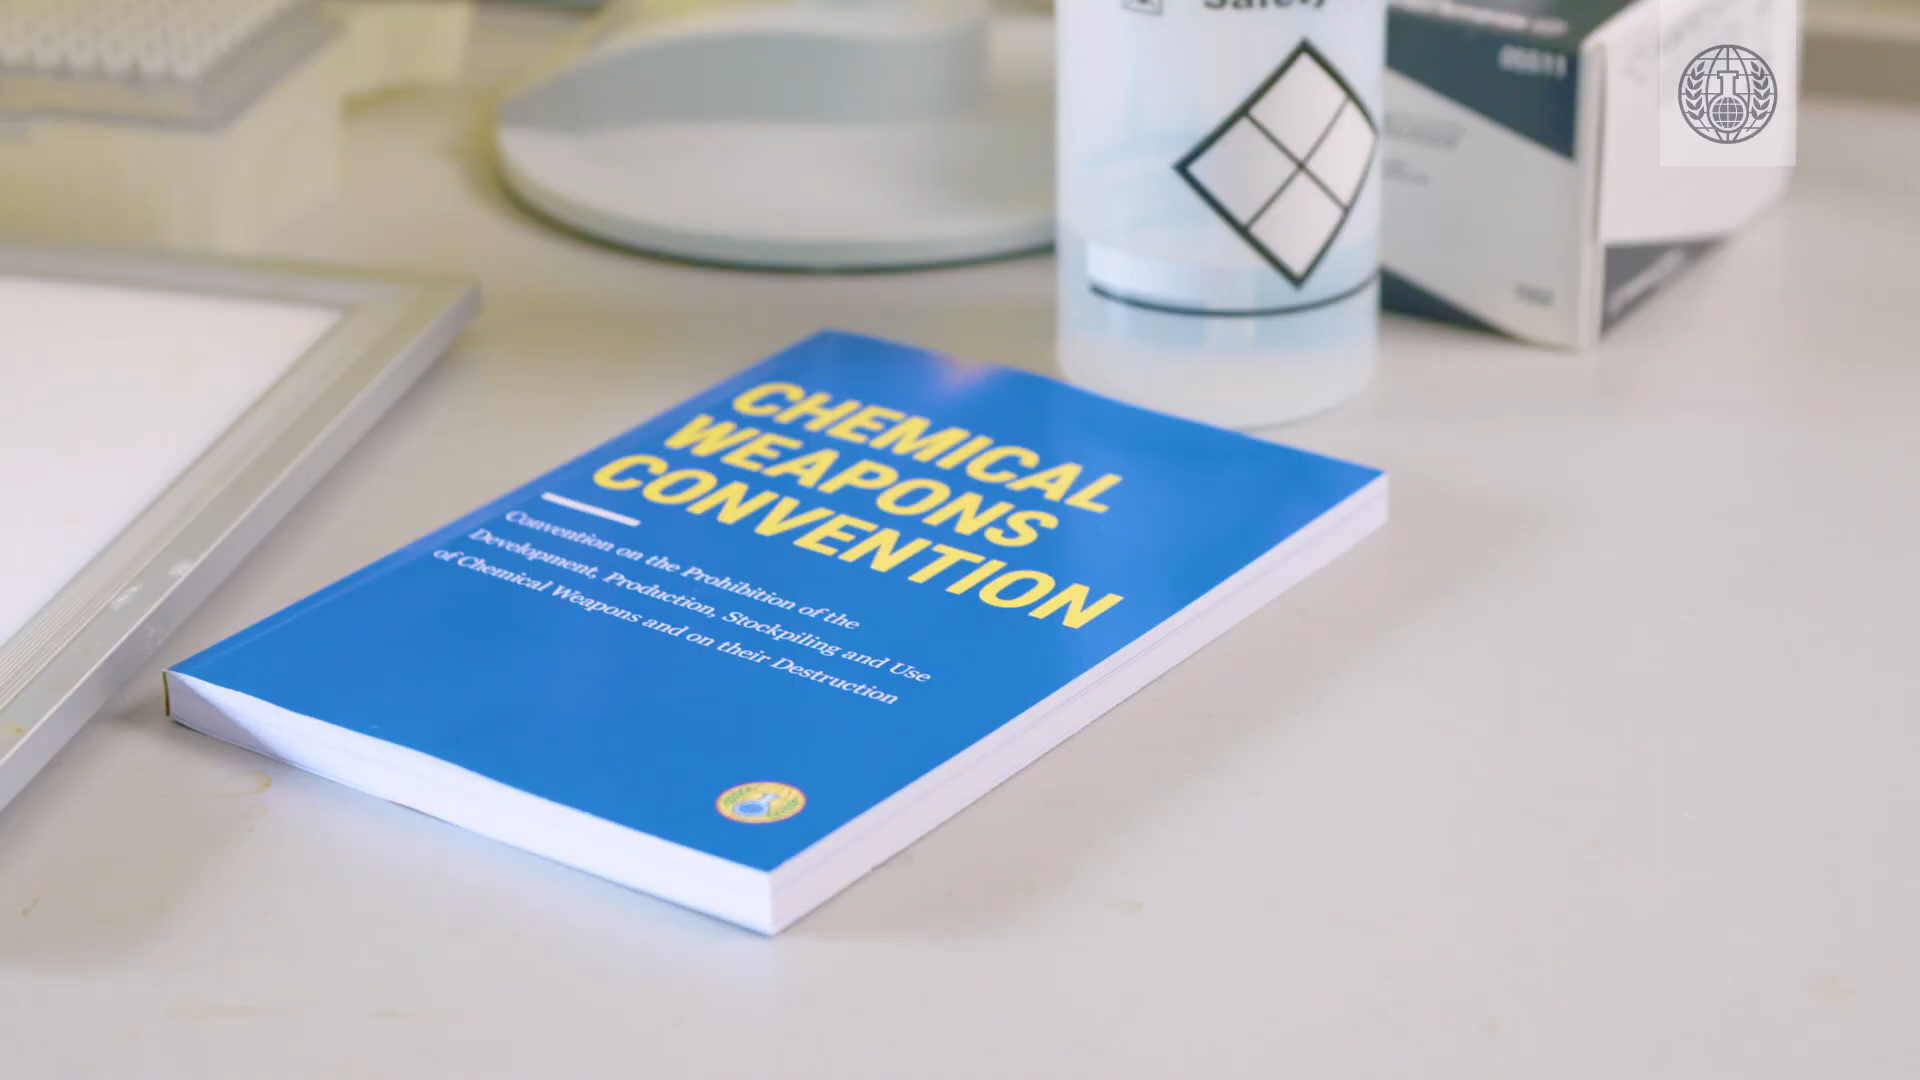 Safety
CHEMICAL
WEAPONS
CONVENTION
Convention on the Prohibition of the
Development, Production, Stockpiling and Use
of Chemical Weapons and on their Destruction